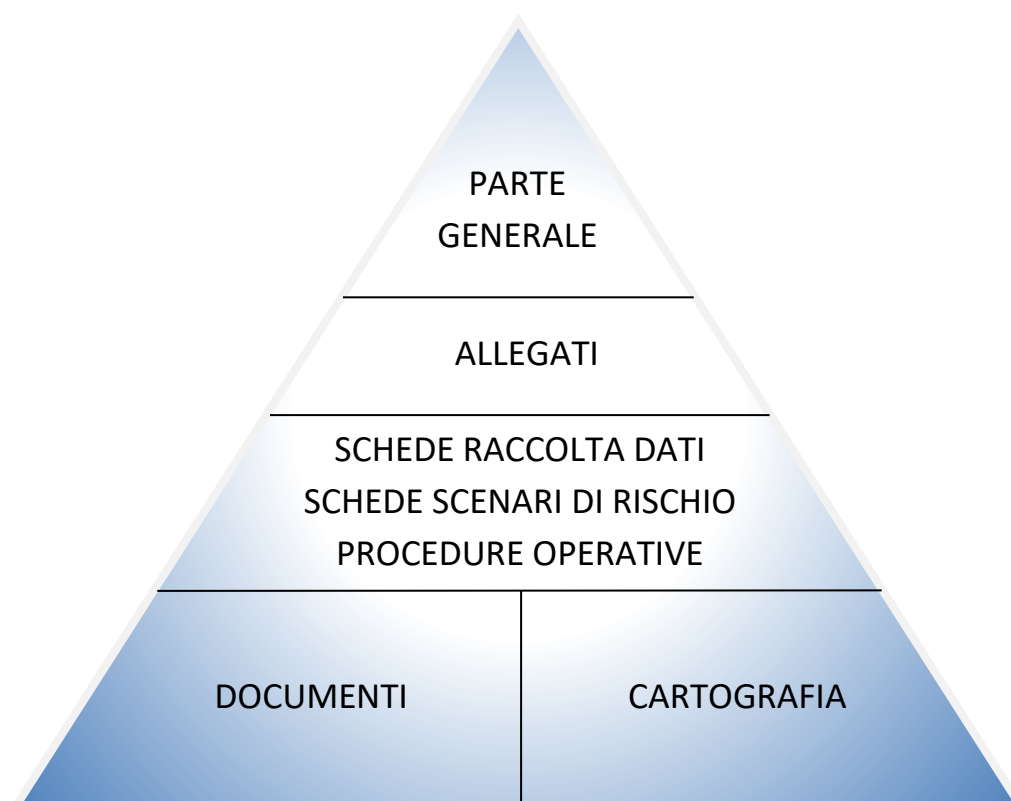 PARTE
GENERALE
ALLEGATI
SCHEDE RACCOLTA DATI
SCHEDE SCENARI DI RISCHIO
PROCEDURE OPERATIVE
DOCUMENTI
CARTOGRAFIA